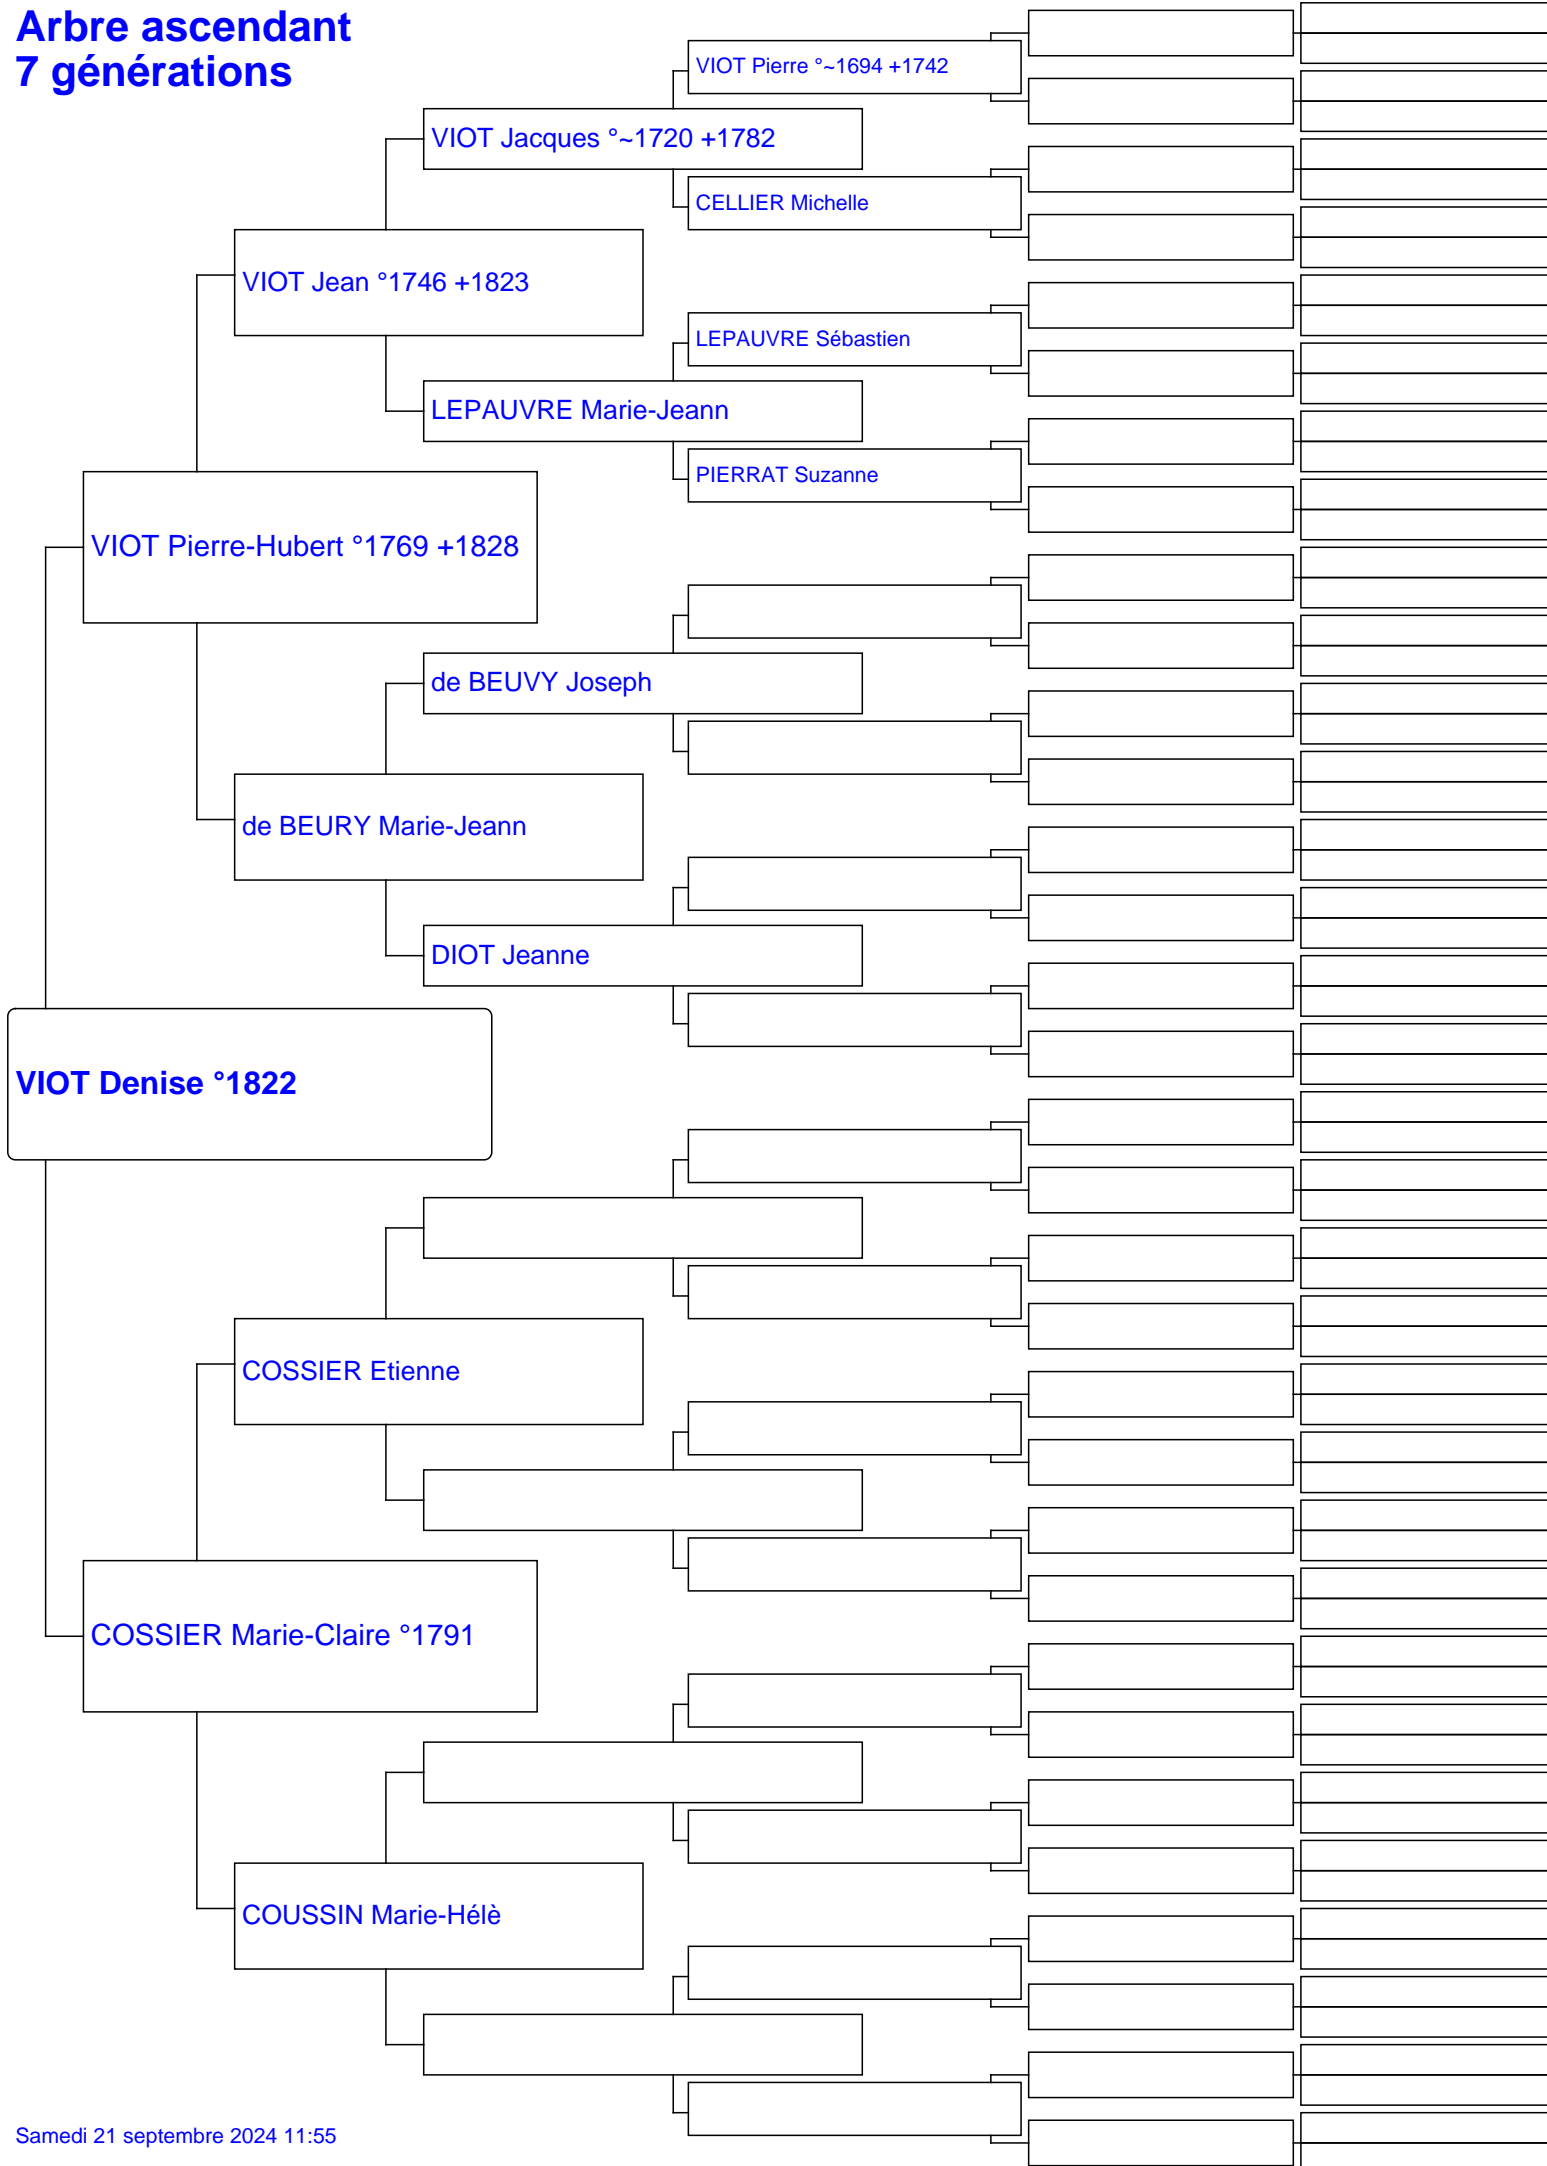 Arbre ascendant
7 générations
VIOT Pierre °~1694 +1742
VIOT Jacques °~1720 +1782
CELLIER Michelle
VIOT Jean °1746 +1823
LEPAUVRE Sébastien
LEPAUVRE Marie-Jeann
PIERRAT Suzanne
VIOT Pierre-Hubert °1769 +1828
de BEUVY Joseph
de BEURY Marie-Jeann
DIOT Jeanne
VIOT Denise °1822
COSSIER Etienne
COSSIER Marie-Claire °1791
COUSSIN Marie-Hélè
Samedi 21 septembre 2024 11:55